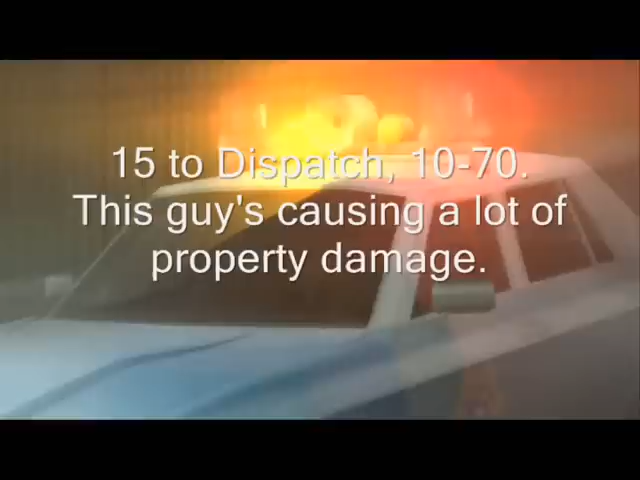 15 to Dispatch, 10-70.
This guy's causing a lot of
property damage.